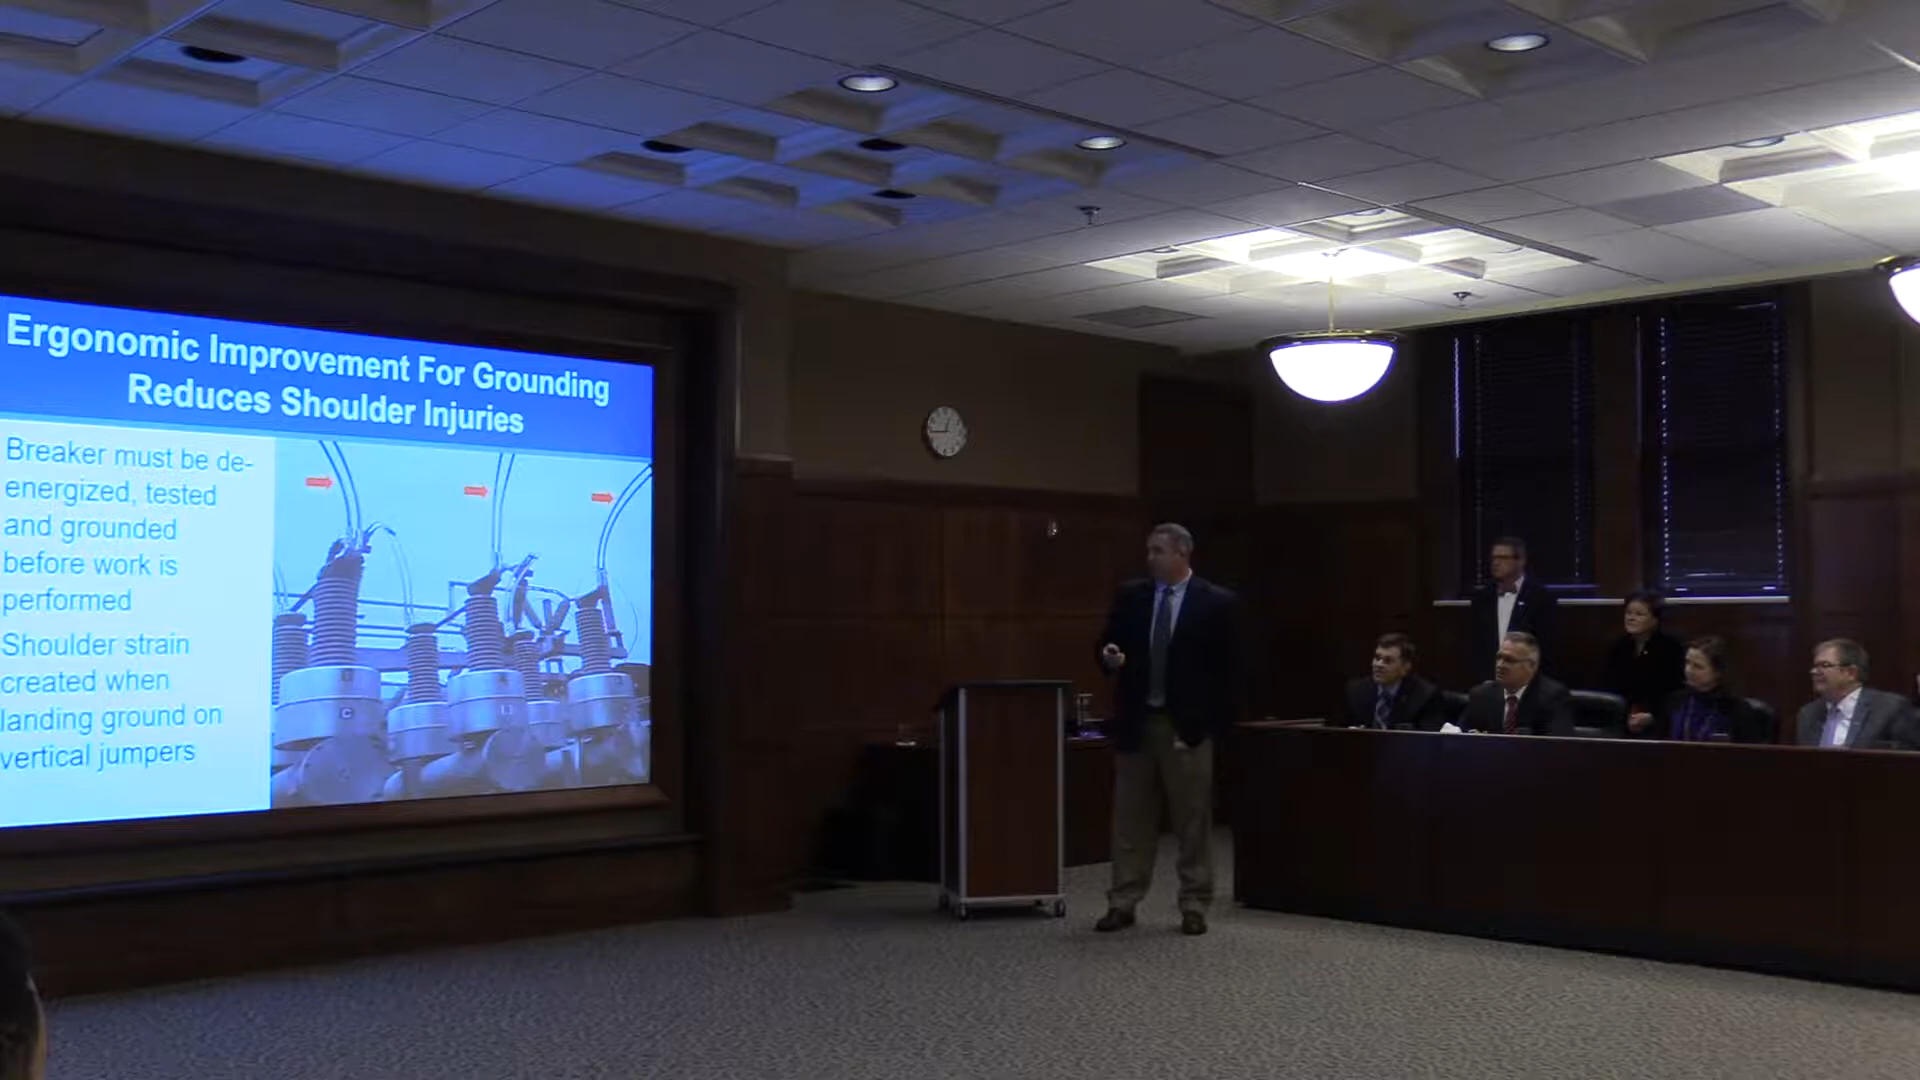 Ergonomic Improvement For Grounding
Reduces Shoulder Injuries
Breaker must be de-
energized, tested
and grounded
before work is
performed
Shoulder strain
created when
landing ground on
vertical jumpers
C